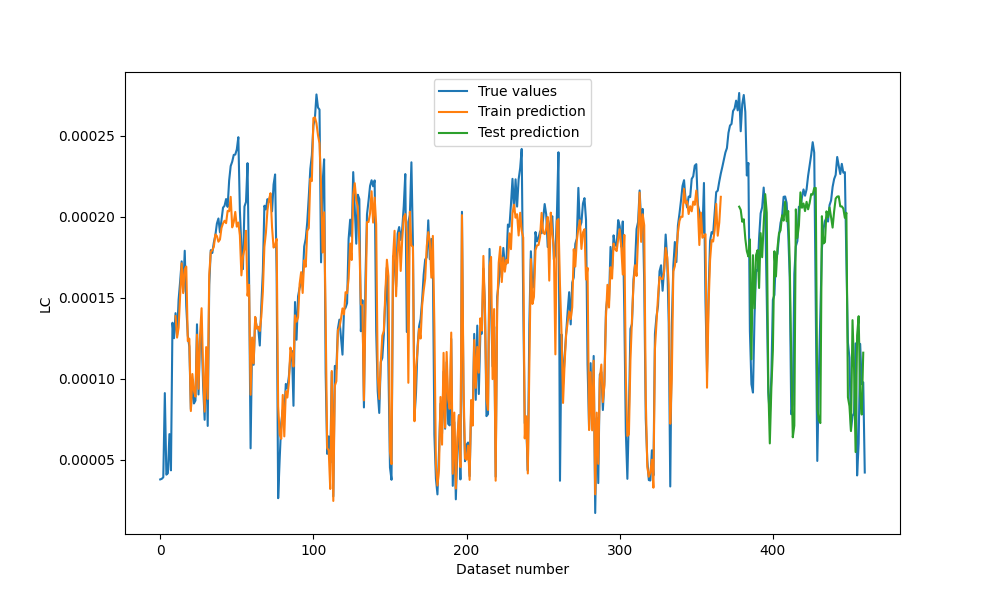 True values
Train prediction
Test prediction
0.00025
0.00020
0.00015
0.00010
0.00005
LC
0
100
200
300
400
Dataset number